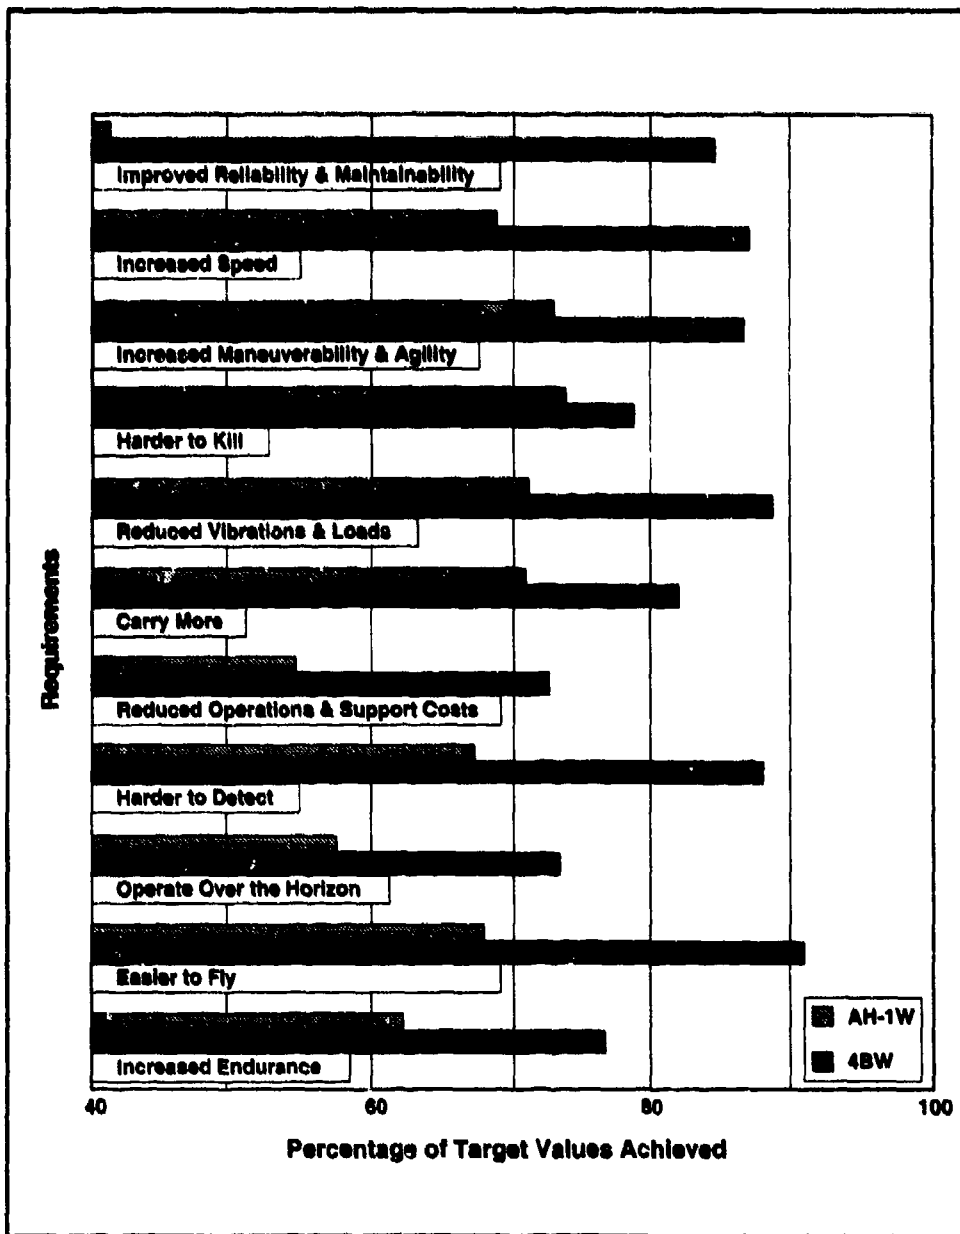 Improved Reliability & Maintainability
Increased Speed
Increased Maneuverability & Agility
Harder to Kill
Reduced Vibrations & Loads
Carry More
Reduced Operations & Support Costs
Harder to Detect
Operate Over the Horizon
Easier to Fly
Increased Endurance
Requirements
AH-1W
4BW
40 60 80 100
Percentage of Target Values Achieved